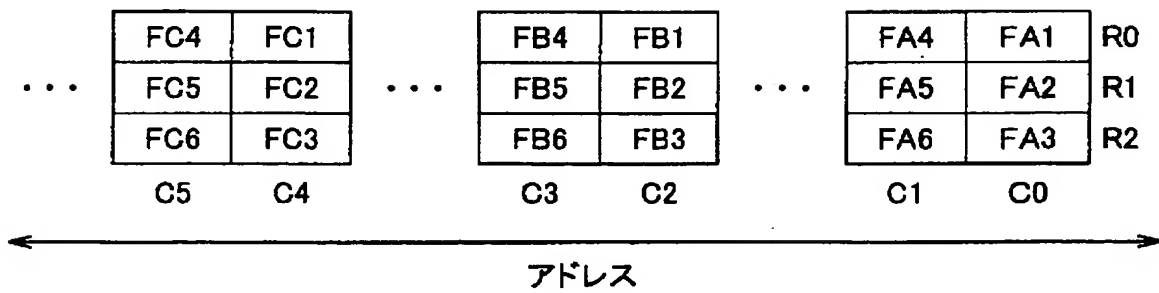 FC4 FC1 FB4 FB1 FA4 FA1 R0
... FC5 FC2 ... FB5 FB2 ... FA5 FA2 R1
FC6 FC3 FB6 FB3 FA6 FA3 R2
C5 C4 C3 C2 C1 C0
アドレス